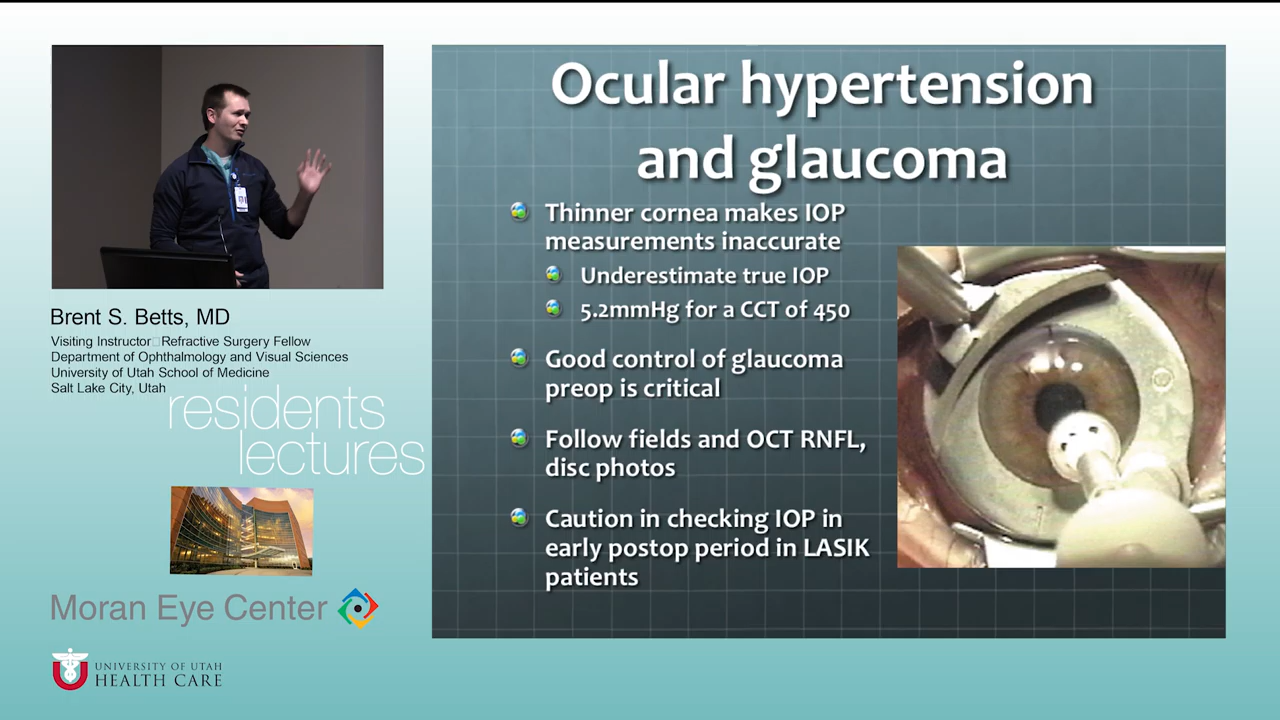 Ocular hypertension
and glaucoma
Thinner cornea makes IOP
measurements inaccurate
Underestimate true IOP
5.2mmHg for a CCT of 450
Good control of glaucoma
preop is critical
Follow fields and OCT RNFL,
disc photos
Caution in checking IOP in
early postop period in LASIK
patients
Brent S. Betts, MD
Visiting Instructor□Refractive Surgery Fellow
Department of Ophthalmology and Visual Sciences
University of Utah School of Medicine
Salt Lake City, Utah
residents
lectures
Moran Eye Center
UNIVERSITY OF UTAH
HEALTH CARE